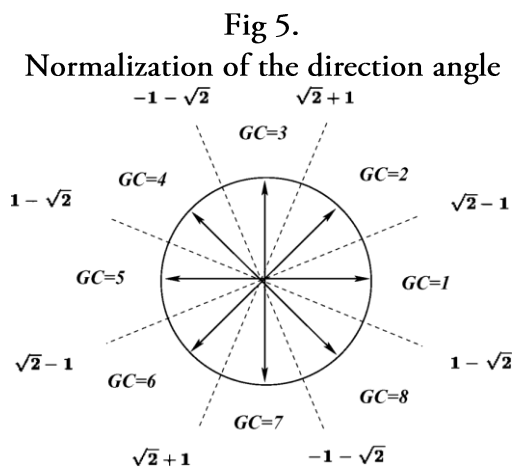 Fig 5.
Normalization of the direction angle
-1 - √2
√2 + 1
GC=3
GC=4
GC=2
1 - √2
√2 - 1
GC=5
GC=1
√2 - 1
1 - √2
GC=6
GC=8
GC=7
√2 + 1
-1 - √2